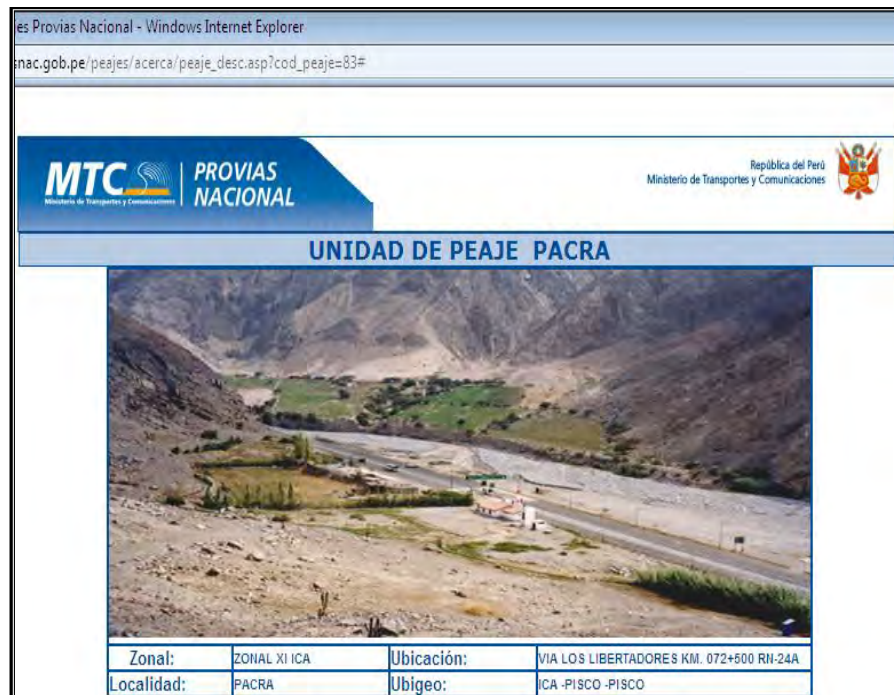 es Provias Nacional - Windows Internet Explorer
snac.gob.pe/peajes/acerca/peaje_desc.asp?cod_peaje=83#
MTC
Ministerio de Transportes y Comunicaciones
PROVIAS
NACIONAL
República del Perú
Ministerio de Transportes y Comunicaciones
UNIDAD DE PEAJE PACRA
Zonal: ZONAL XI ICA Ubicación: VIA LOS LIBERTADORES KM. 072+500 RN-24A
Localidad: PACRA Ubigeo: ICA -PISCO -PISCO